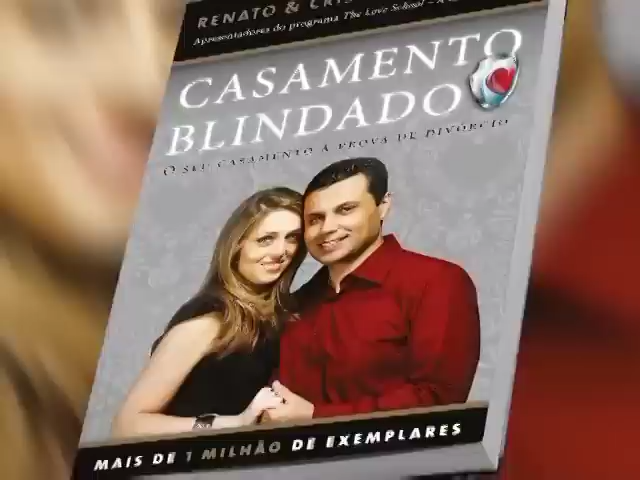 RENATO & CRIS
Apresentadores do programa The Love School - A
CASAMENTO
BLINDADO
O SEU CASAMENTO À PROVA DE DIVÓRCIO
MAIS DE 1 MILHÃO DE EXEMPLARES